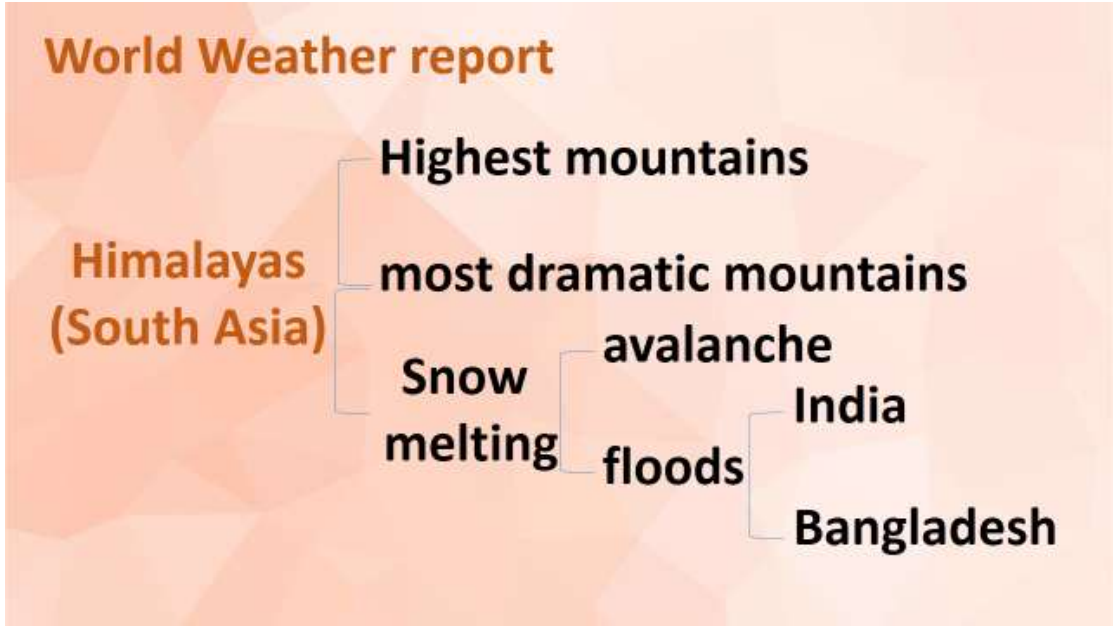 World Weather report
Highest mountains
Himalayas
(South Asia)
most dramatic mountains
Snow
melting
avalanche
floods
India
Bangladesh